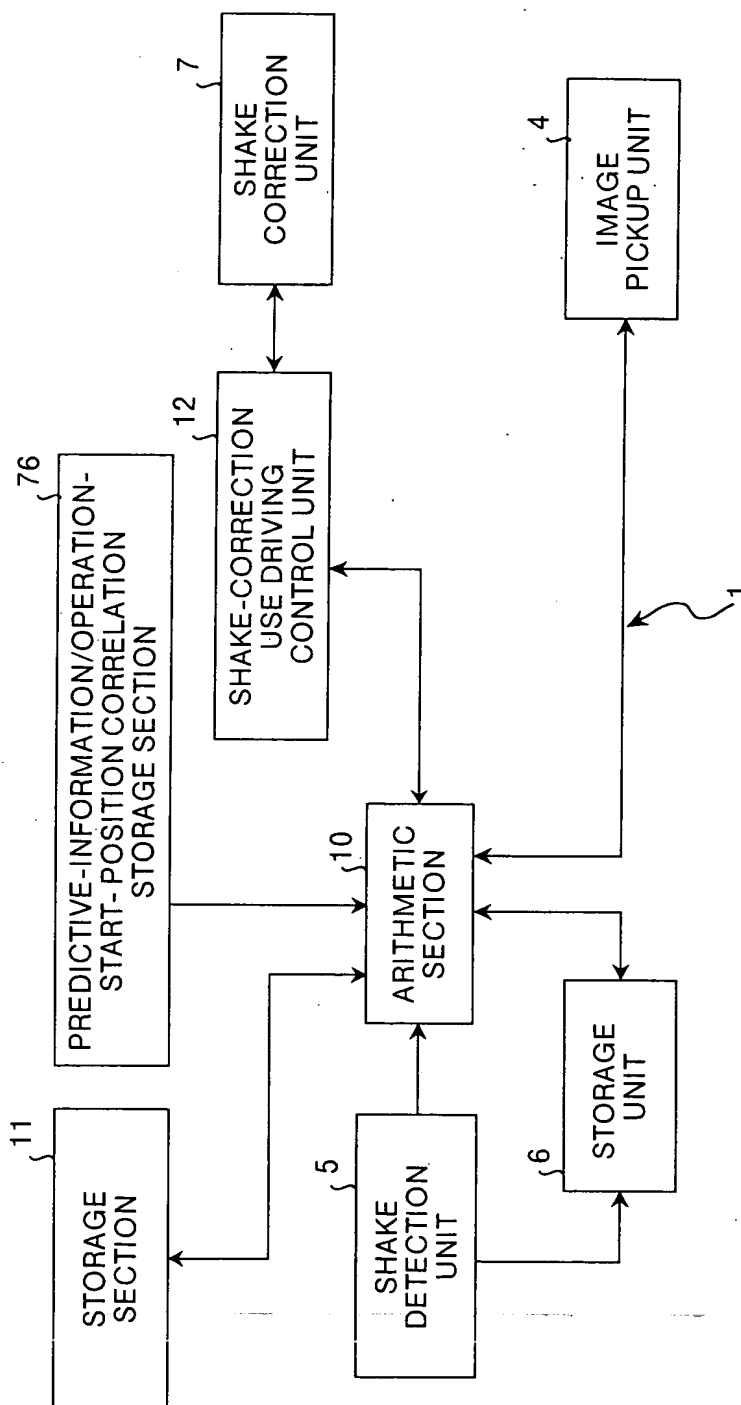 11
STORAGE
SECTION
76
PREDICTIVE-INFORMATION/OPERATION-
START- POSITION CORRELATION
STORAGE SECTION
5
SHAKE
DETECTION
UNIT
10
ARITHMETIC
SECTION
12
SHAKE-CORRECTION
USE DRIVING
CONTROL UNIT
7
SHAKE
CORRECTION
UNIT
6
STORAGE
UNIT
4
IMAGE
PICKUP UNIT
1